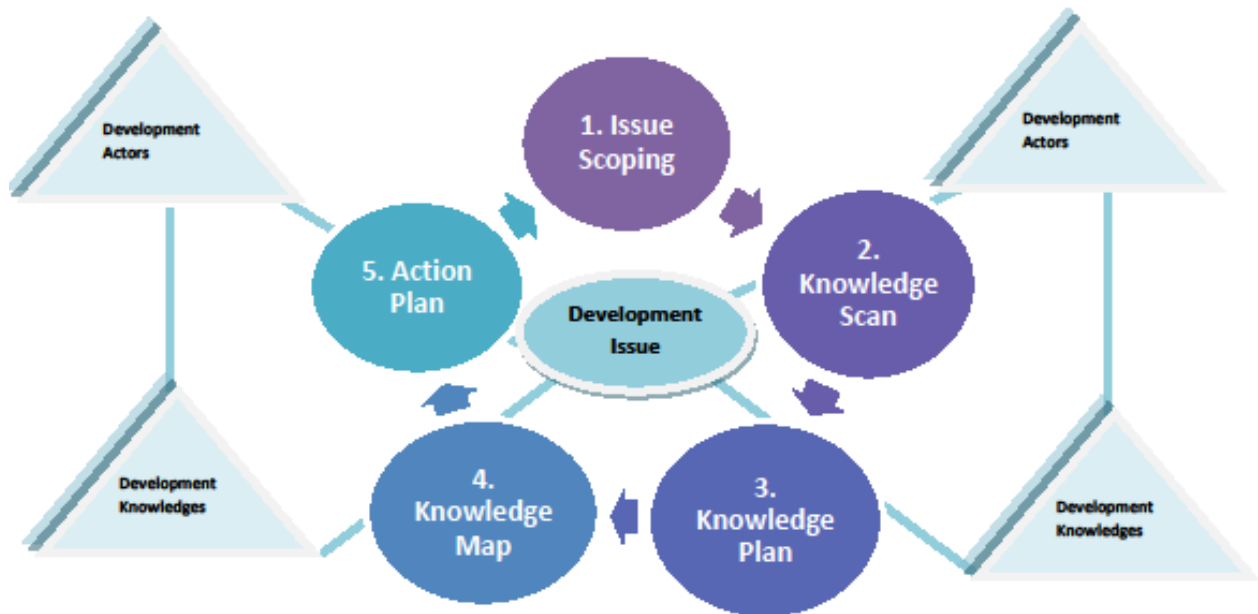 Development
Actors
1. Issue
Scoping
Development
Actors
5. Action
Plan
2.
Knowledge
Scan
Development
Issue
Development
Knowledges
4.
Knowledge
Map
3.
Knowledge
Plan
Development
Knowledges